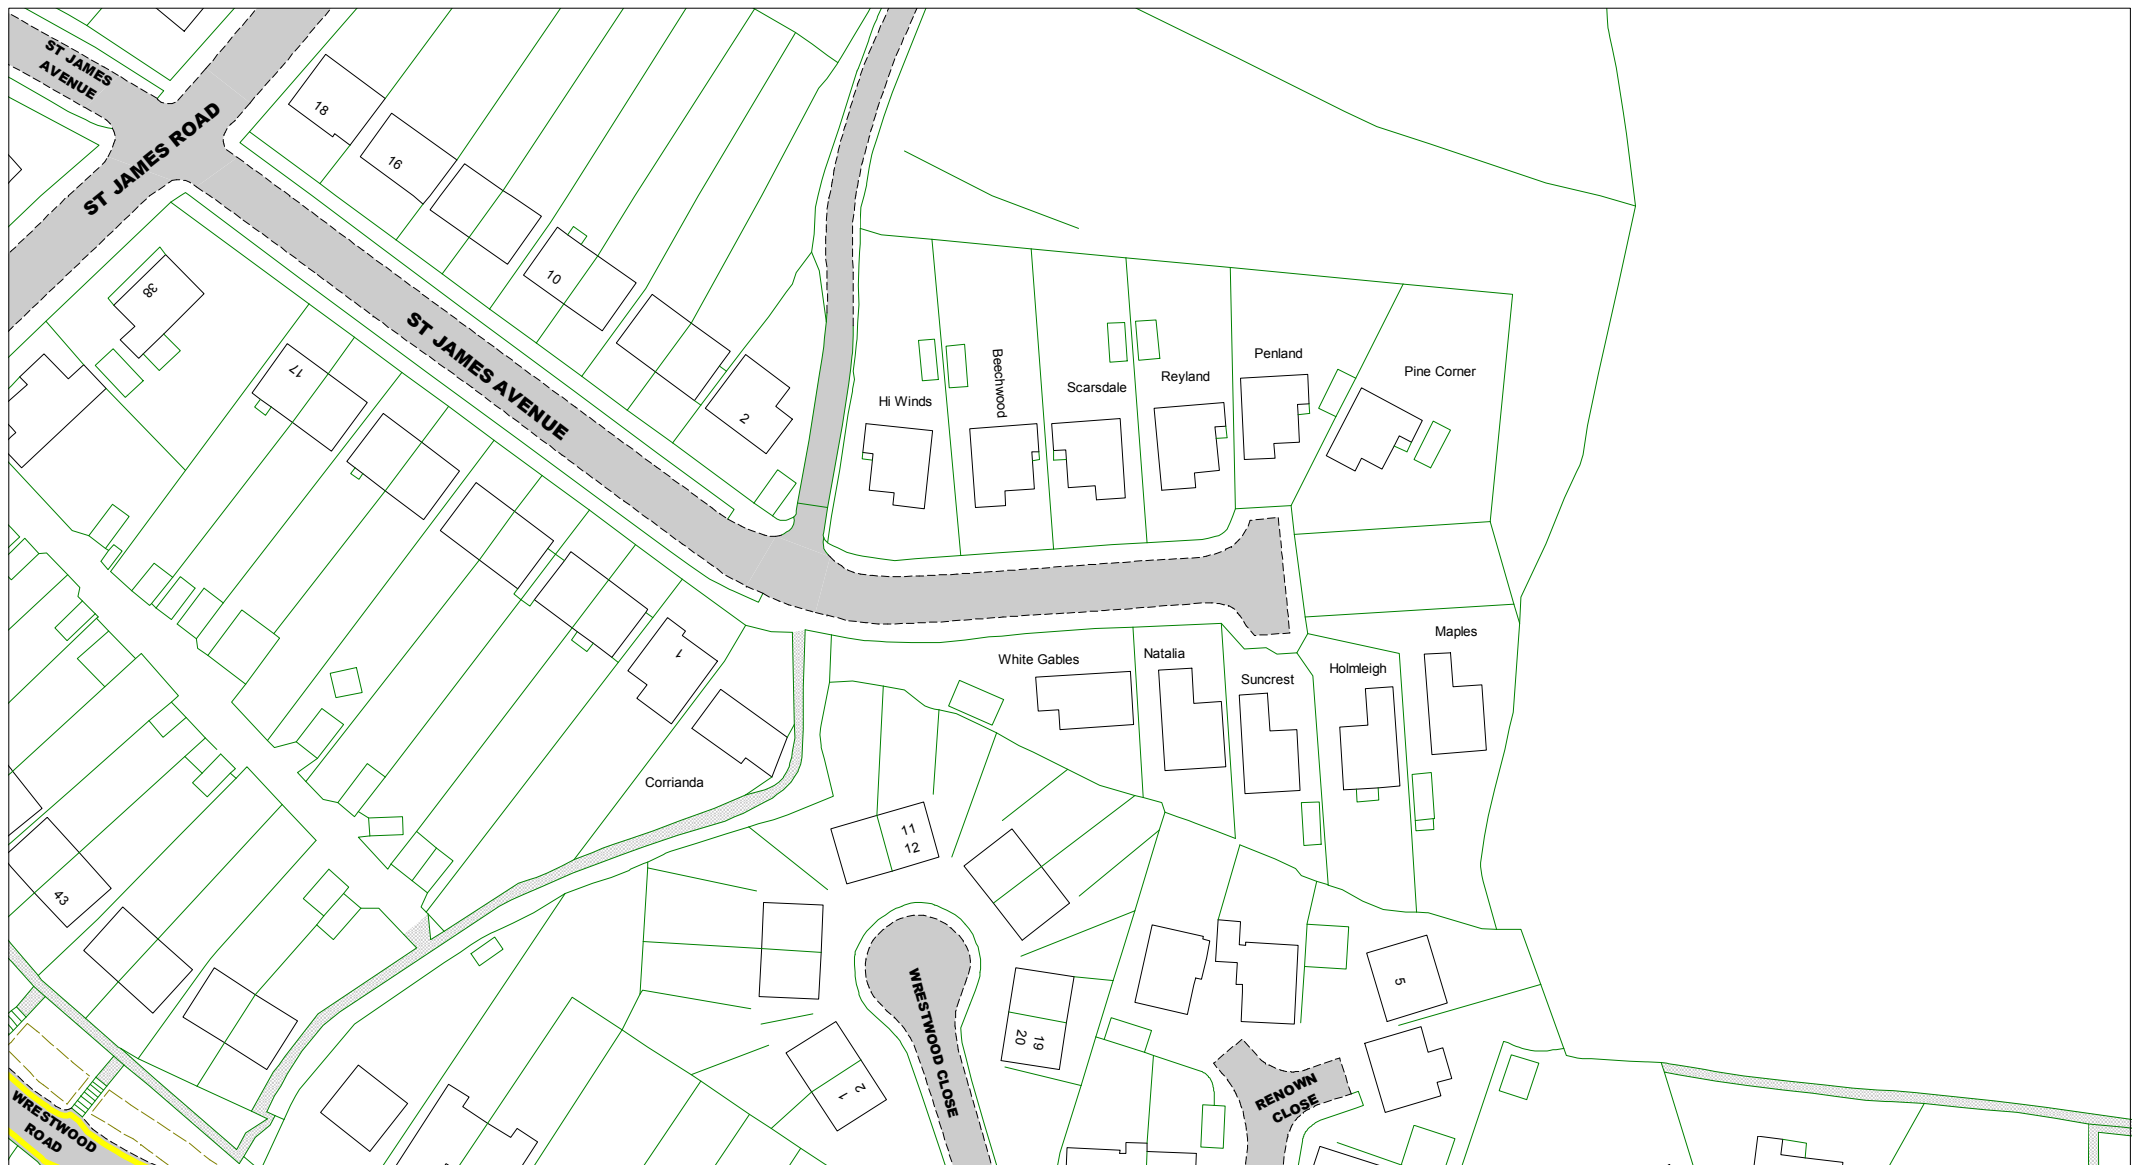 ST JAMES
AVENUE
ST JAMES ROAD
18
16
10
2
38
17
ST JAMES AVENUE
Hi Winds
Beechwood
Scarsdale
Reyland
Penland
Pine Corner
1
Corrianda
White Gables
Natalia
Suncrest
Holmleigh
Maples
11
12
43
5
19
20
2
1
WRESTWOOD CLOSE
RENOWN
CLOSE
WRESTWOOD
ROAD